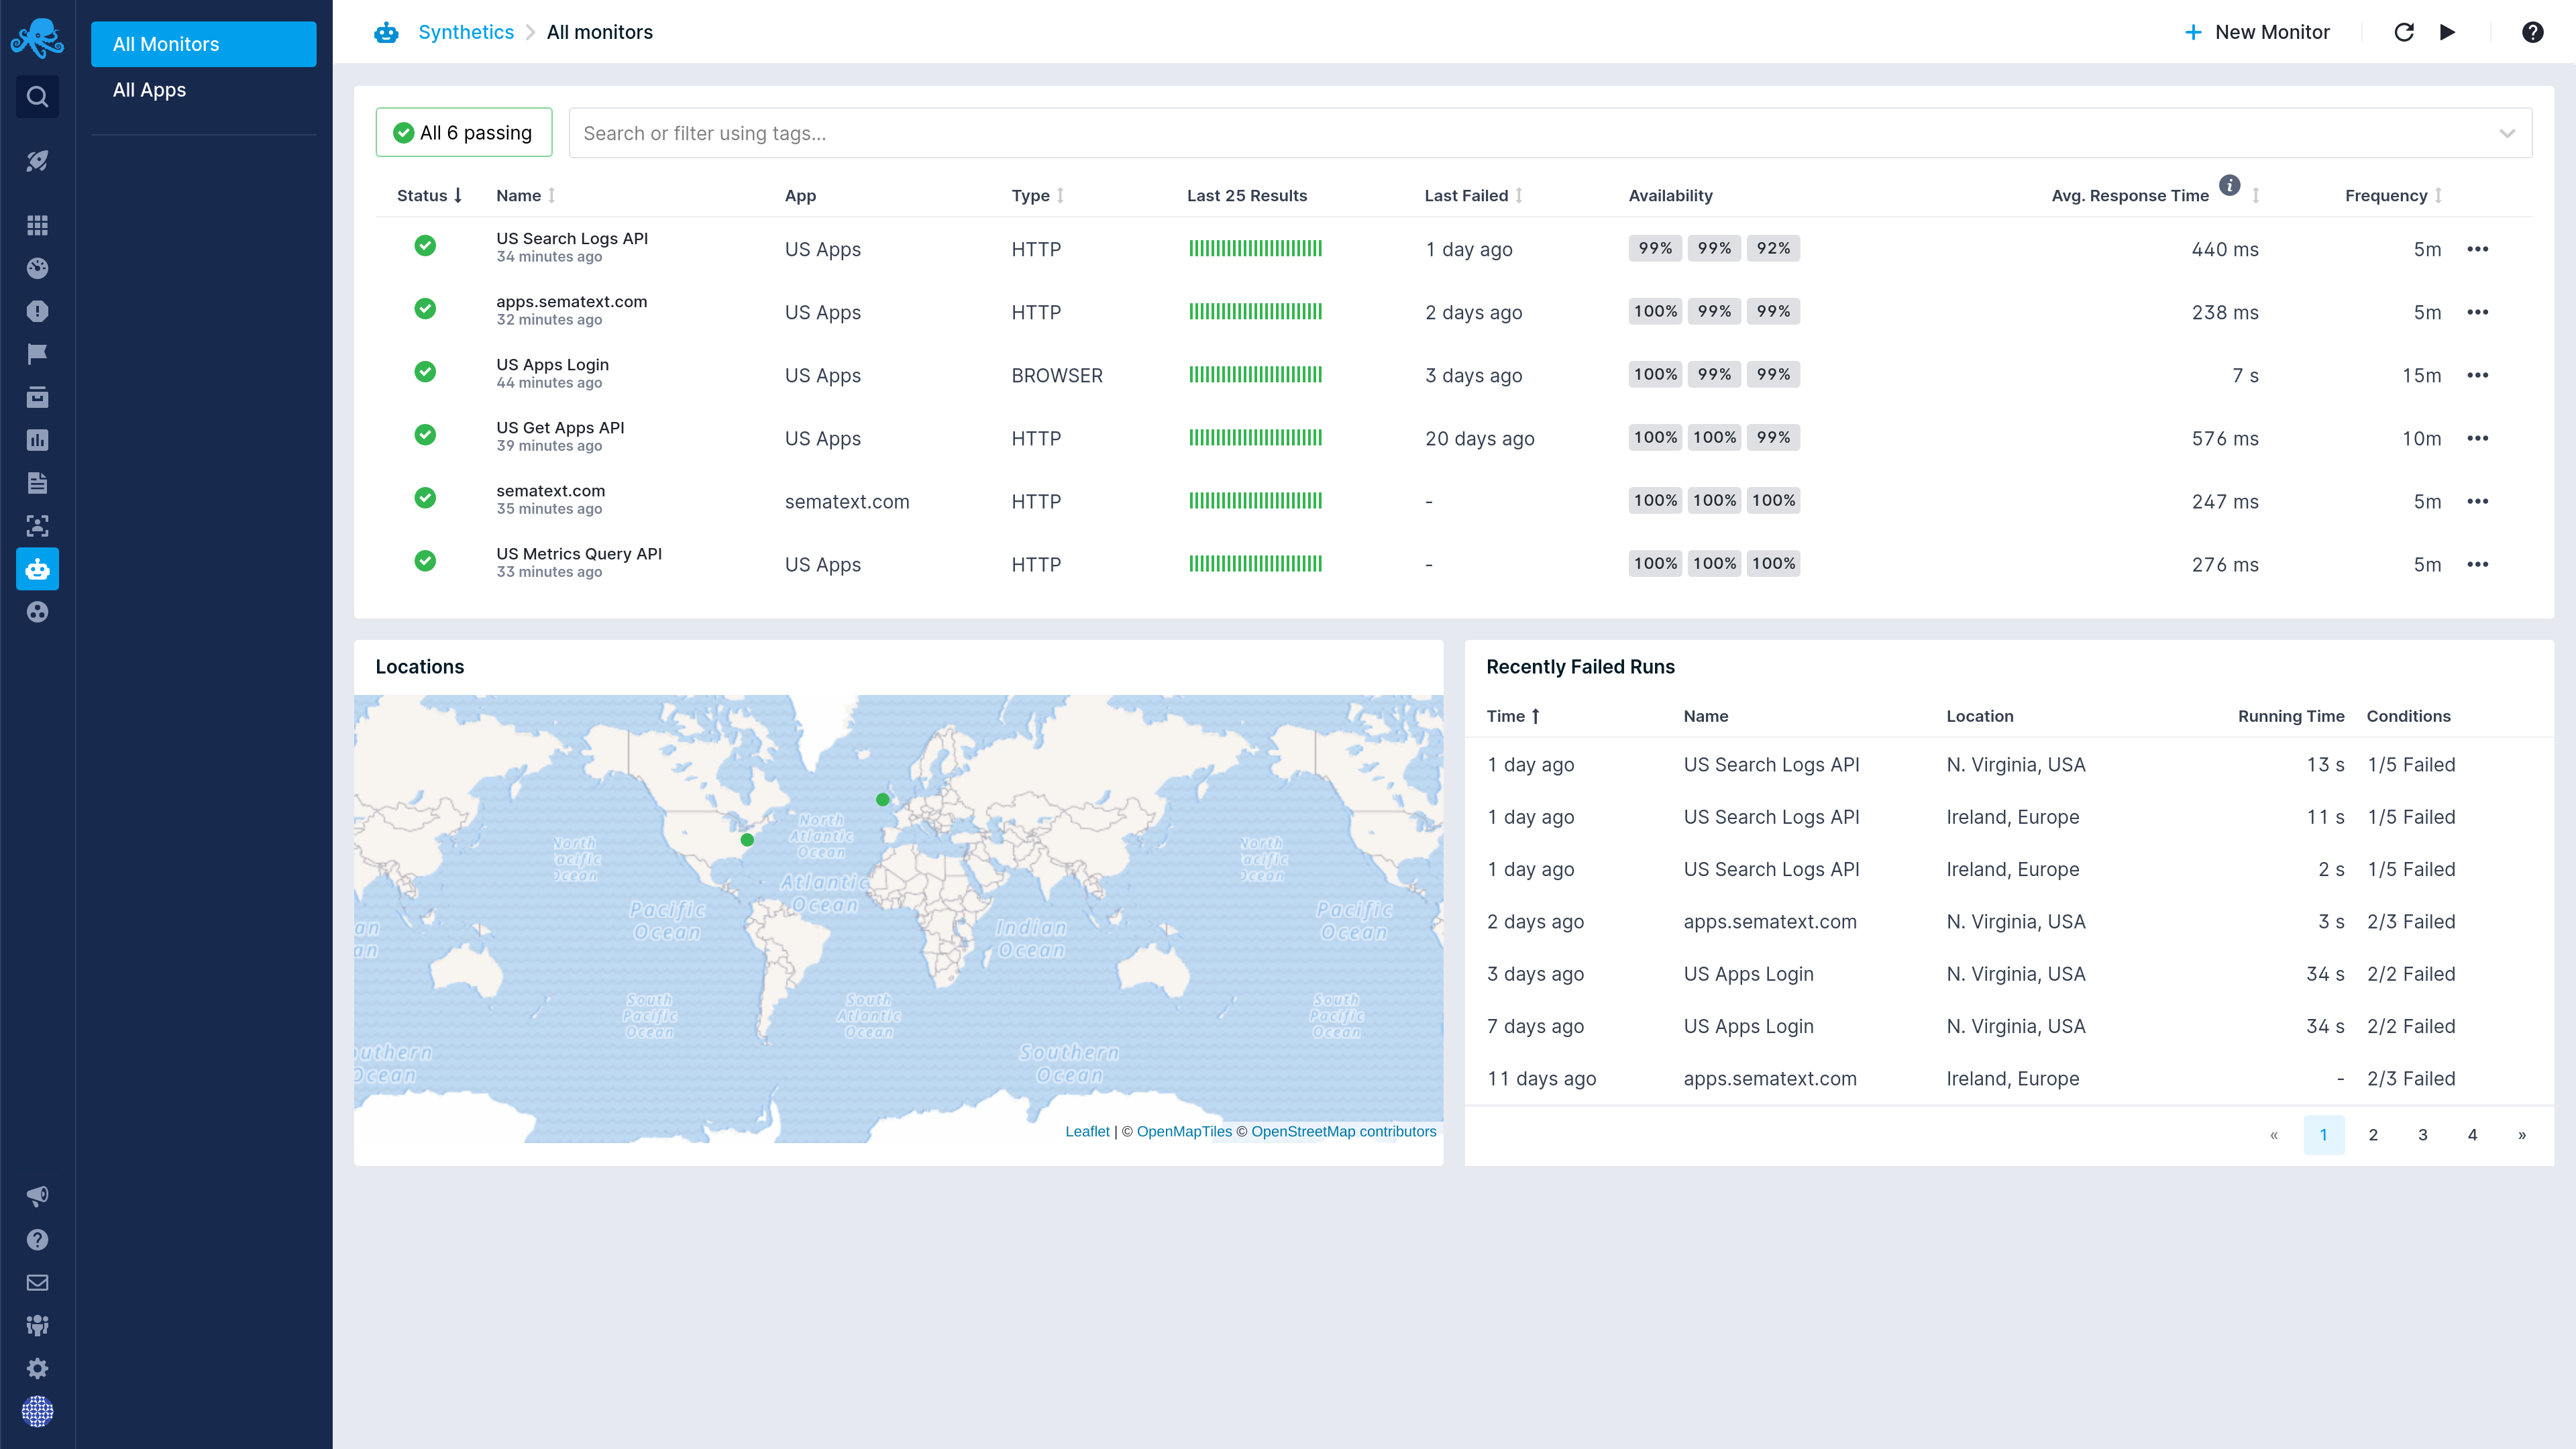 All Monitors
All Apps
Synthetics All monitors
New Monitor
All 6 passing
Search or filter using tags...
Status Name App Type Last 25 Results Last Failed Availability Avg. Response Time Frequency
US Search Logs API
34 minutes ago
US Apps HTTP 1 day ago 99% 99% 92% 440 ms 5m
apps.sematext.com
32 minutes ago
US Apps HTTP 2 days ago 100% 99% 99% 238 ms 5m
US Apps Login
44 minutes ago
US Apps BROWSER 3 days ago 100% 99% 99% 7 s 15m
US Get Apps API
39 minutes ago
US Apps HTTP 20 days ago 100% 100% 99% 576 ms 10m
sematext.com
35 minutes ago
sematext.com HTTP - 100% 100% 100% 247 ms 5m
US Metrics Query API
33 minutes ago
US Apps HTTP - 100% 100% 100% 276 ms 5m
Locations
North
Atlantic
Ocean
Atlantic
Ocean
Pacific
Ocean
Indian
Ocean
Pacific
Ocean
South
Pacific
Ocean
South
Atlantic
Ocean
South
Pacific
Ocean
Southern
Ocean
Leaflet | © OpenMapTiles © OpenStreetMap contributors
Recently Failed Runs
Time Name Location Running Time Conditions
1 day ago US Search Logs API N. Virginia, USA 13 s 1/5 Failed
1 day ago US Search Logs API Ireland, Europe 11 s 1/5 Failed
1 day ago US Search Logs API Ireland, Europe 2 s 1/5 Failed
2 days ago apps.sematext.com N. Virginia, USA 3 s 2/3 Failed
3 days ago US Apps Login N. Virginia, USA 34 s 2/2 Failed
7 days ago US Apps Login N. Virginia, USA 34 s 2/2 Failed
11 days ago apps.sematext.com Ireland, Europe - 2/3 Failed
« 1 2 3 4 »